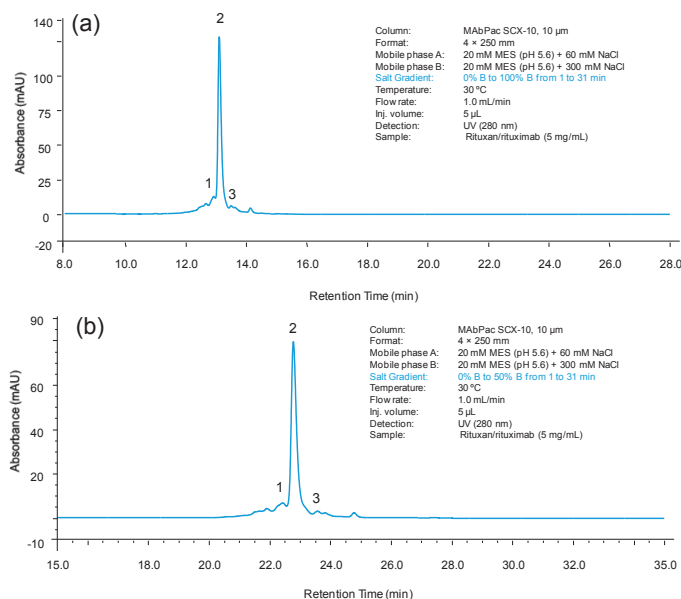 (a)
2
1
3
Column: MAbPac SCX-10, 10 µm
Format: 4 × 250 mm
Mobile phase A: 20 mM MES (pH 5.6) + 60 mM NaCl
Mobile phase B: 20 mM MES (pH 5.6) + 300 mM NaCl
Salt Gradient: 0% B to 100% B from 1 to 31 min
Temperature: 30 ºC
Flow rate: 1.0 mL/min
Inj. volume: 5 µL
Detection: UV (280 nm)
Sample: Rituxan/rituximab (5 mg/mL)
Absorbance (mAU)
140
100
75
50
25
0
-20
8.0 10.0 12.0 14.0 16.0 18.0 20.0 22.0 24.0 26.0 28.0
Retention Time (min)
(b)
2
1
3
Column: MAbPac SCX-10, 10 µm
Format: 4 × 250 mm
Mobile phase A: 20 mM MES (pH 5.6) + 60 mM NaCl
Mobile phase B: 20 mM MES (pH 5.6) + 300 mM NaCl
Salt Gradient: 0% B to 50% B from 1 to 31 min
Temperature: 30 ºC
Flow rate: 1.0 mL/min
Inj. volume: 5 µL
Detection: UV (280 nm)
Sample: Rituxan/rituximab (5 mg/mL)
Absorbance (mAU)
90
60
40
20
-10
15.0 18.0 20.0 22.0 24.0 26.0 28.0 30.0 33.0 35.0
Retention Time (min)